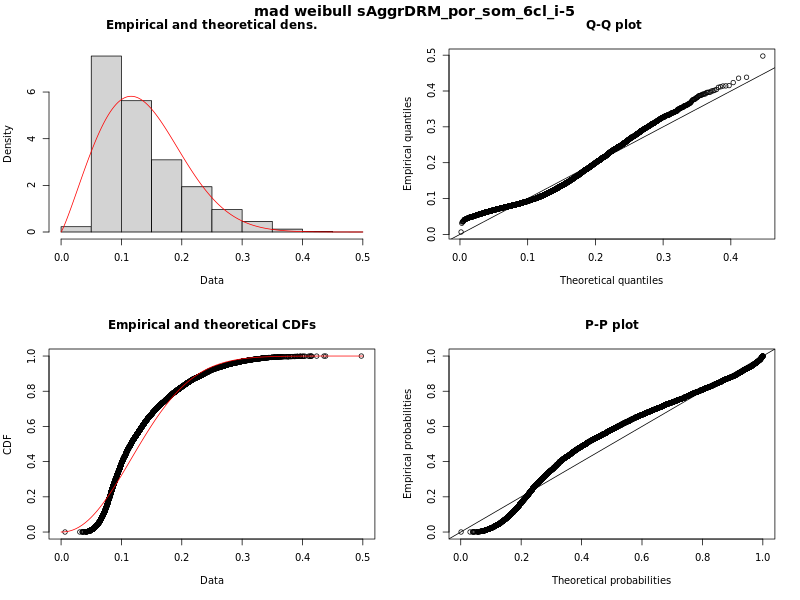 mad weibull sAggrDRM_por_som_6cl_i-5
Empirical and theoretical dens.
Density
0 2 4 6
0.0 0.1 0.2 0.3 0.4 0.5
Data
Q-Q plot
Empirical quantiles
0.0 0.1 0.2 0.3 0.4 0.5
0.0 0.1 0.2 0.3 0.4
Theoretical quantiles
Empirical and theoretical CDFs
CDF
0.0 0.2 0.4 0.6 0.8 1.0
0.0 0.1 0.2 0.3 0.4 0.5
Data
P-P plot
Empirical probabilities
0.0 0.2 0.4 0.6 0.8 1.0
0.0 0.2 0.4 0.6 0.8 1.0
Theoretical probabilities